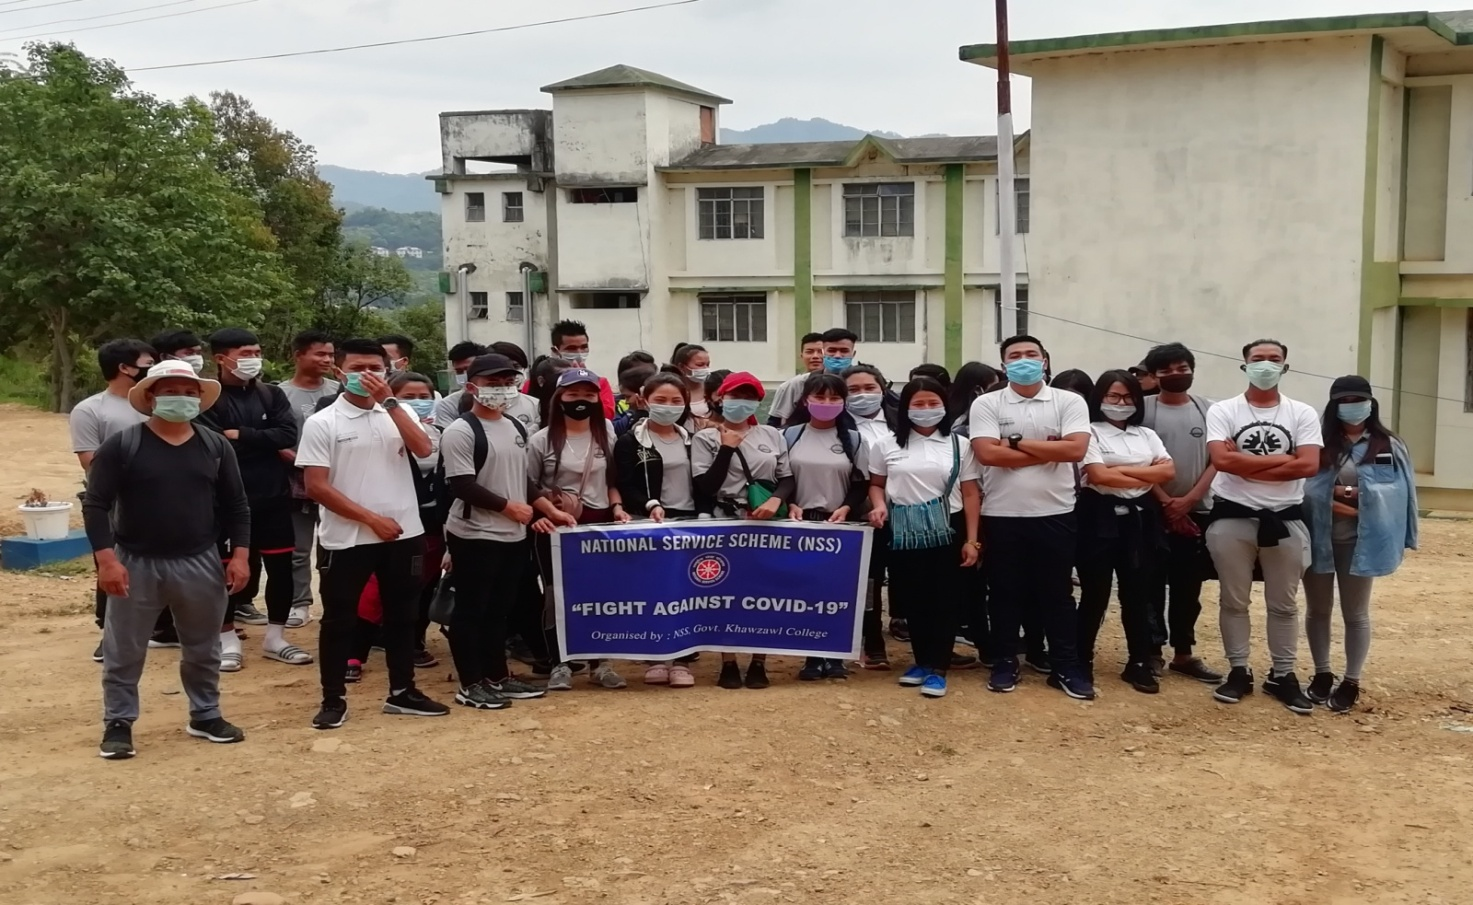 NATIONAL SERVICE SCHEME (NSS)
“FIGHT AGAINST COVID-19”
Organised by : NSS, Govt. Khawzawl College